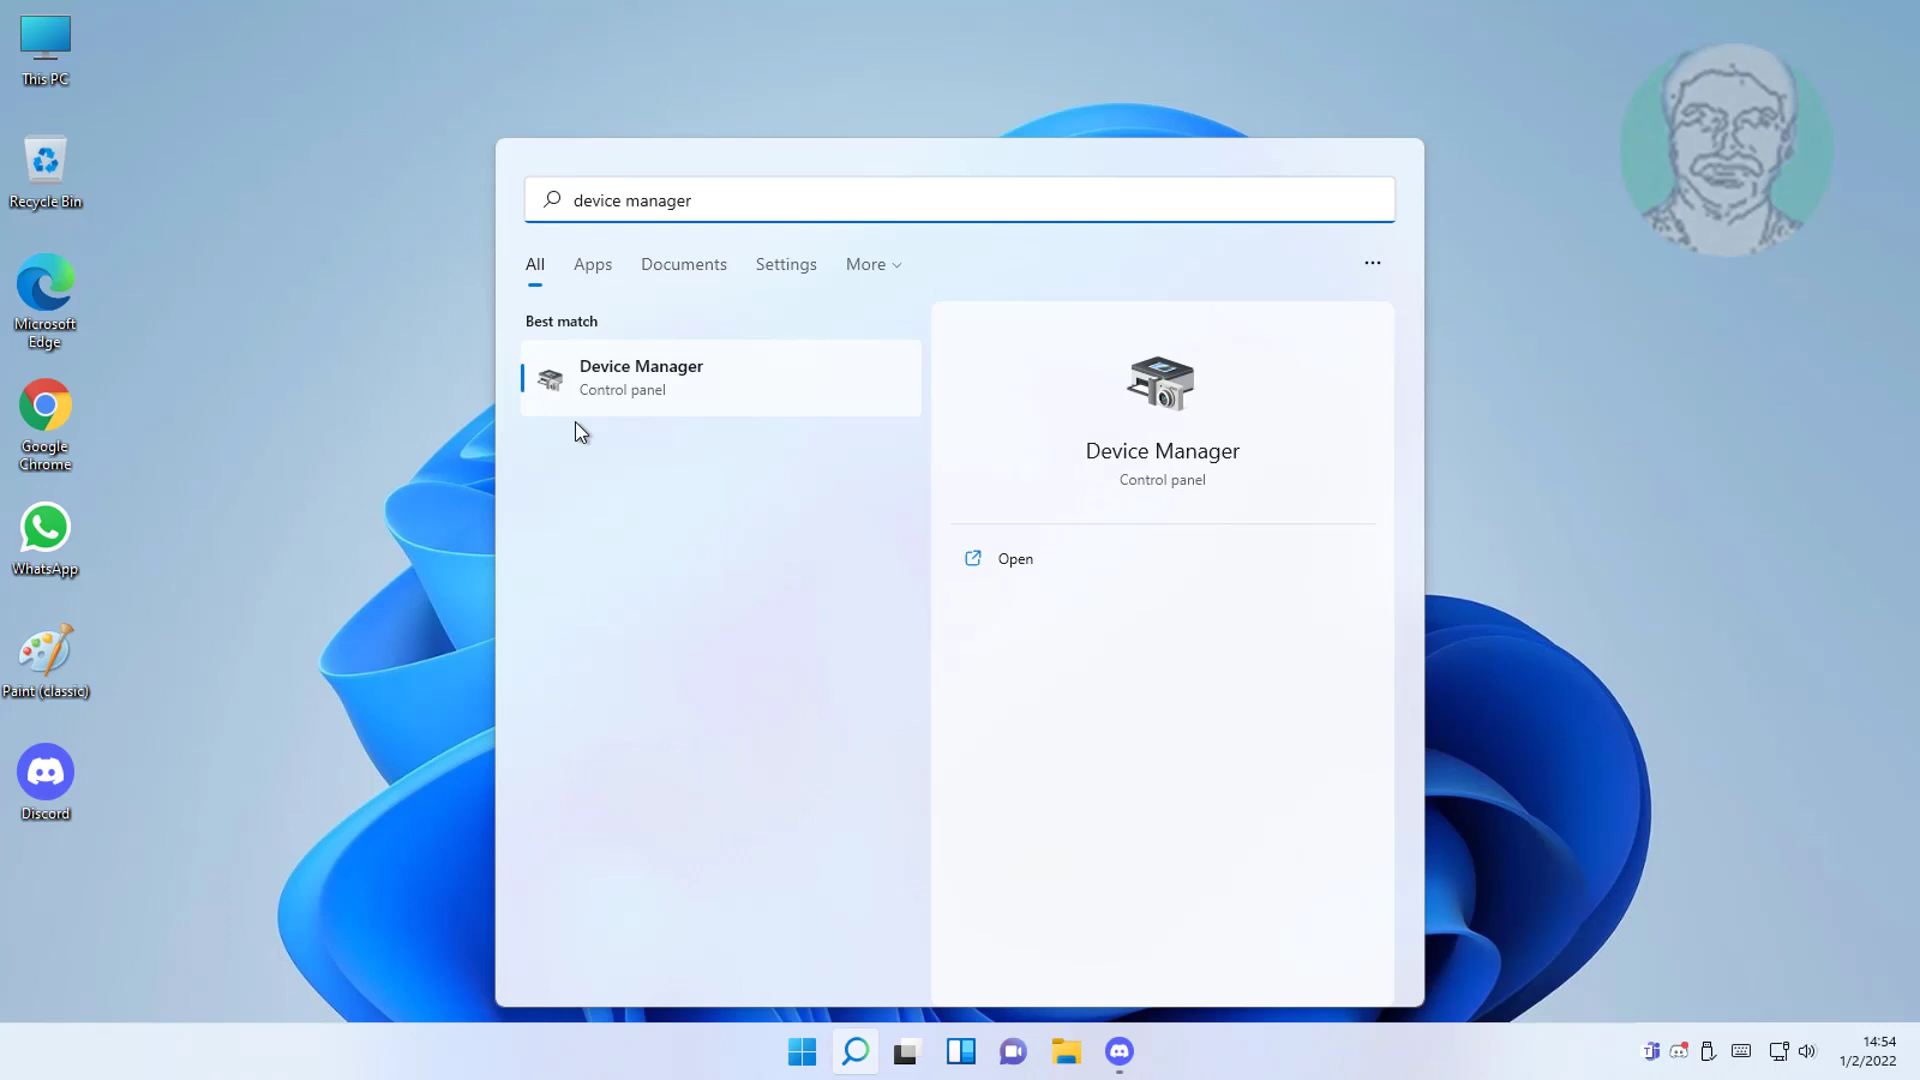 This PC
Recycle Bin
Microsoft
Edge
Google
Chrome
WhatsApp
Paint (classic)
Discord
device manager
All Apps Documents Settings More
Best match
Device Manager
Control panel
Device Manager
Control panel
Open
14:54
1/2/2022